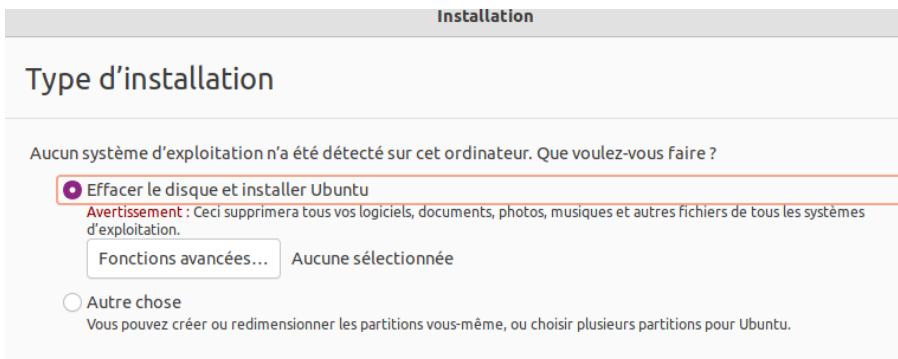 Installation
Type d’installation
Aucun système d’exploitation n’a été détecté sur cet ordinateur. Que voulez-vous faire ?
Effacer le disque et installer Ubuntu
Avertissement : Ceci supprimera tous vos logiciels, documents, photos, musiques et autres fichiers de tous les systèmes
d’exploitation.
Fonctions avancées… Aucune sélectionnée
Autre chose
Vous pouvez créer ou redimensionner les partitions vous-même, ou choisir plusieurs partitions pour Ubuntu.